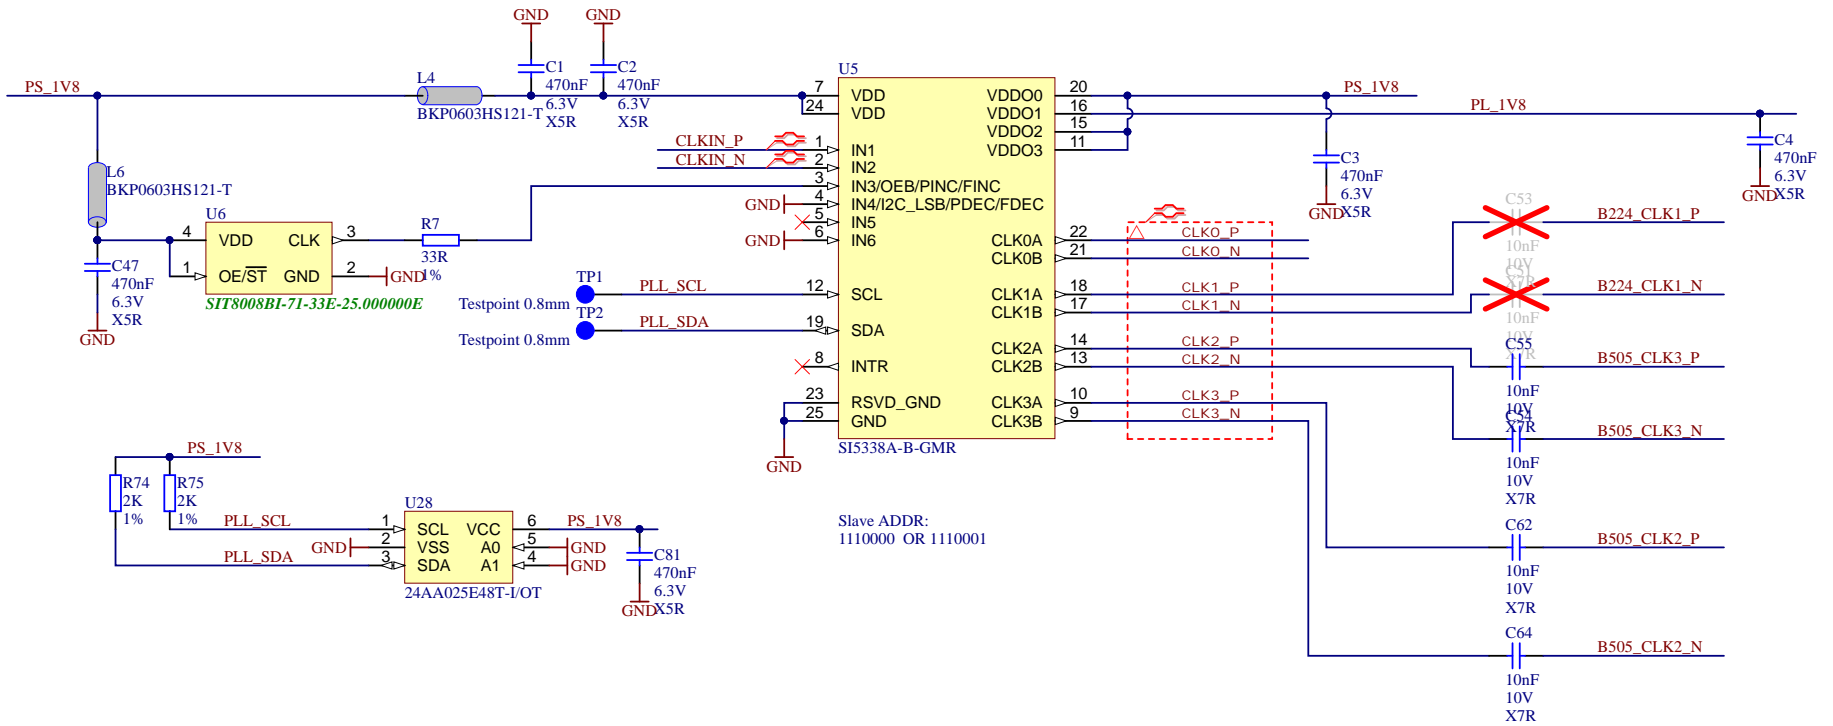 GND
GND
PS_1V8
L4
BKP0603HS121-T
C1
470nF
6.3V
X5R
C2
470nF
6.3V
X5R
L6
BKP0603HS121-T
U6
4 VDD CLK 3
1 OE/ST GND 2
GND
SIT8008BI-71-33E-25.000000E
R7
33R
1%
C47
470nF
6.3V
X5R
GND
CLKIN_P
CLKIN_N
GND
GND
TP1
Testpoint 0.8mm
PLL_SCL
TP2
Testpoint 0.8mm
PLL_SDA
U5
7 VDD VDDO0 20
24 VDD VDDO1 16
VDDO2 15
1 IN1 VDDO3 11
2 IN2
3 IN3/OEB/PINC/FINC
4 IN4/I2C_LSB/PDEC/FDEC
5 IN5
6 IN6 CLK0A 22
CLK0B 21
12 SCL CLK1A 18
CLK1B 17
19 SDA
CLK2A 14
8 INTR CLK2B 13
23 RSVD_GND CLK3A 10
25 GND CLK3B 9
GND
SI5338A-B-GMR
Slave ADDR:
1110000 OR 1110001
PS_1V8
PL_1V8
C3
470nF
6.3V
X5R
GND
C4
470nF
6.3V
X5R
GND
CLK0_P
CLK0_N
CLK1_P
CLK1_N
CLK2_P
CLK2_N
CLK3_P
CLK3_N
C53
10nF
10V
X7R
B224_CLK1_P
C51
10nF
10V
X7R
B224_CLK1_N
C55
10nF
10V
X7R
B505_CLK3_P
C54
10nF
10V
X7R
B505_CLK3_N
C62
10nF
10V
X7R
B505_CLK2_P
C64
10nF
10V
X7R
B505_CLK2_N
PS_1V8
R74
2K
1%
R75
2K
1%
PLL_SCL
GND
PLL_SDA
U28
1 SCL VCC 6
2 VSS A0 5
3 SDA A1 4
24AA025E48T-I/OT
PS_1V8
GND
GND
C81
470nF
6.3V
X5R
GND